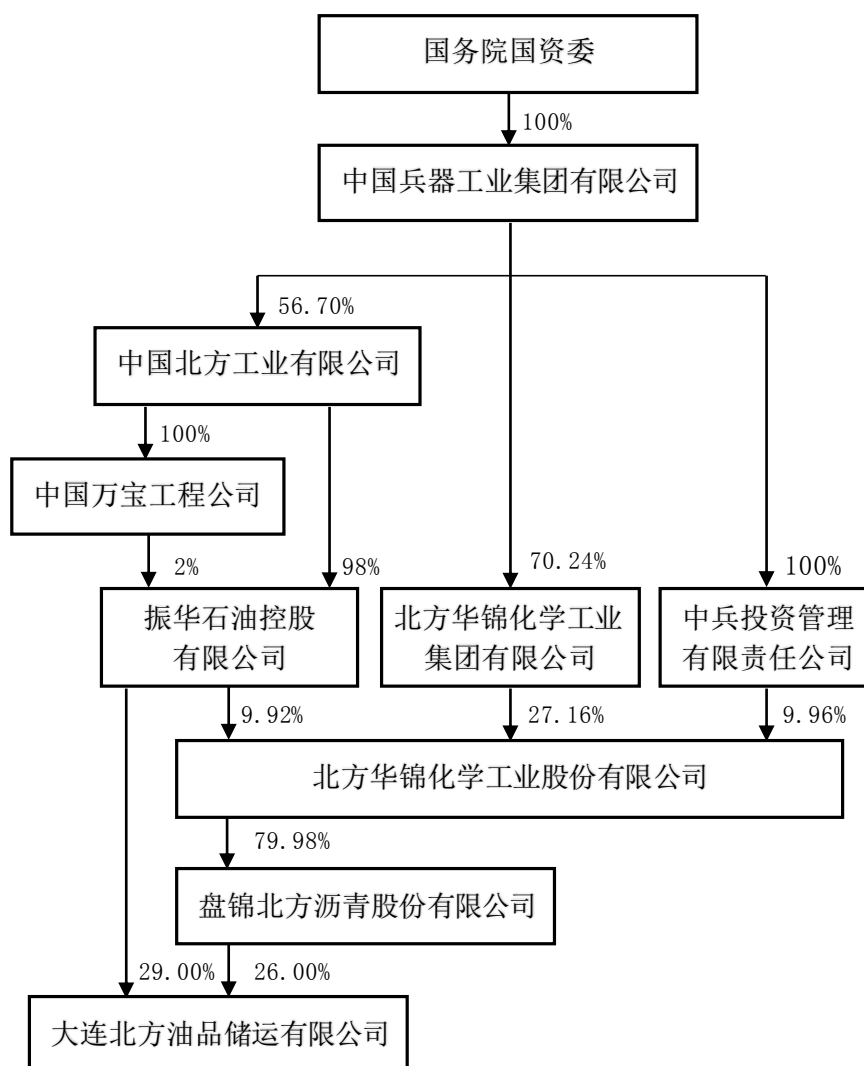 国务院国资委
100%
中国兵器工业集团有限公司
56.70%
中国北方工业有限公司
100%
中国万宝工程公司
2%
98%
70.24%
100%
振华石油控股
有限公司
北方华锦化学工业
集团有限公司
中兵投资管理
有限责任公司
9.92%
27.16%
9.96%
北方华锦化学工业股份有限公司
79.98%
盘锦北方沥青股份有限公司
29.00%
26.00%
大连北方油品储运有限公司